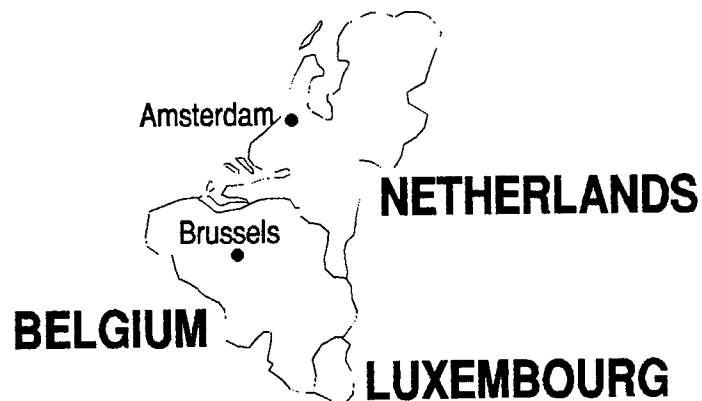 Amsterdam
NETHERLANDS
Brussels
BELGIUM
LUXEMBOURG